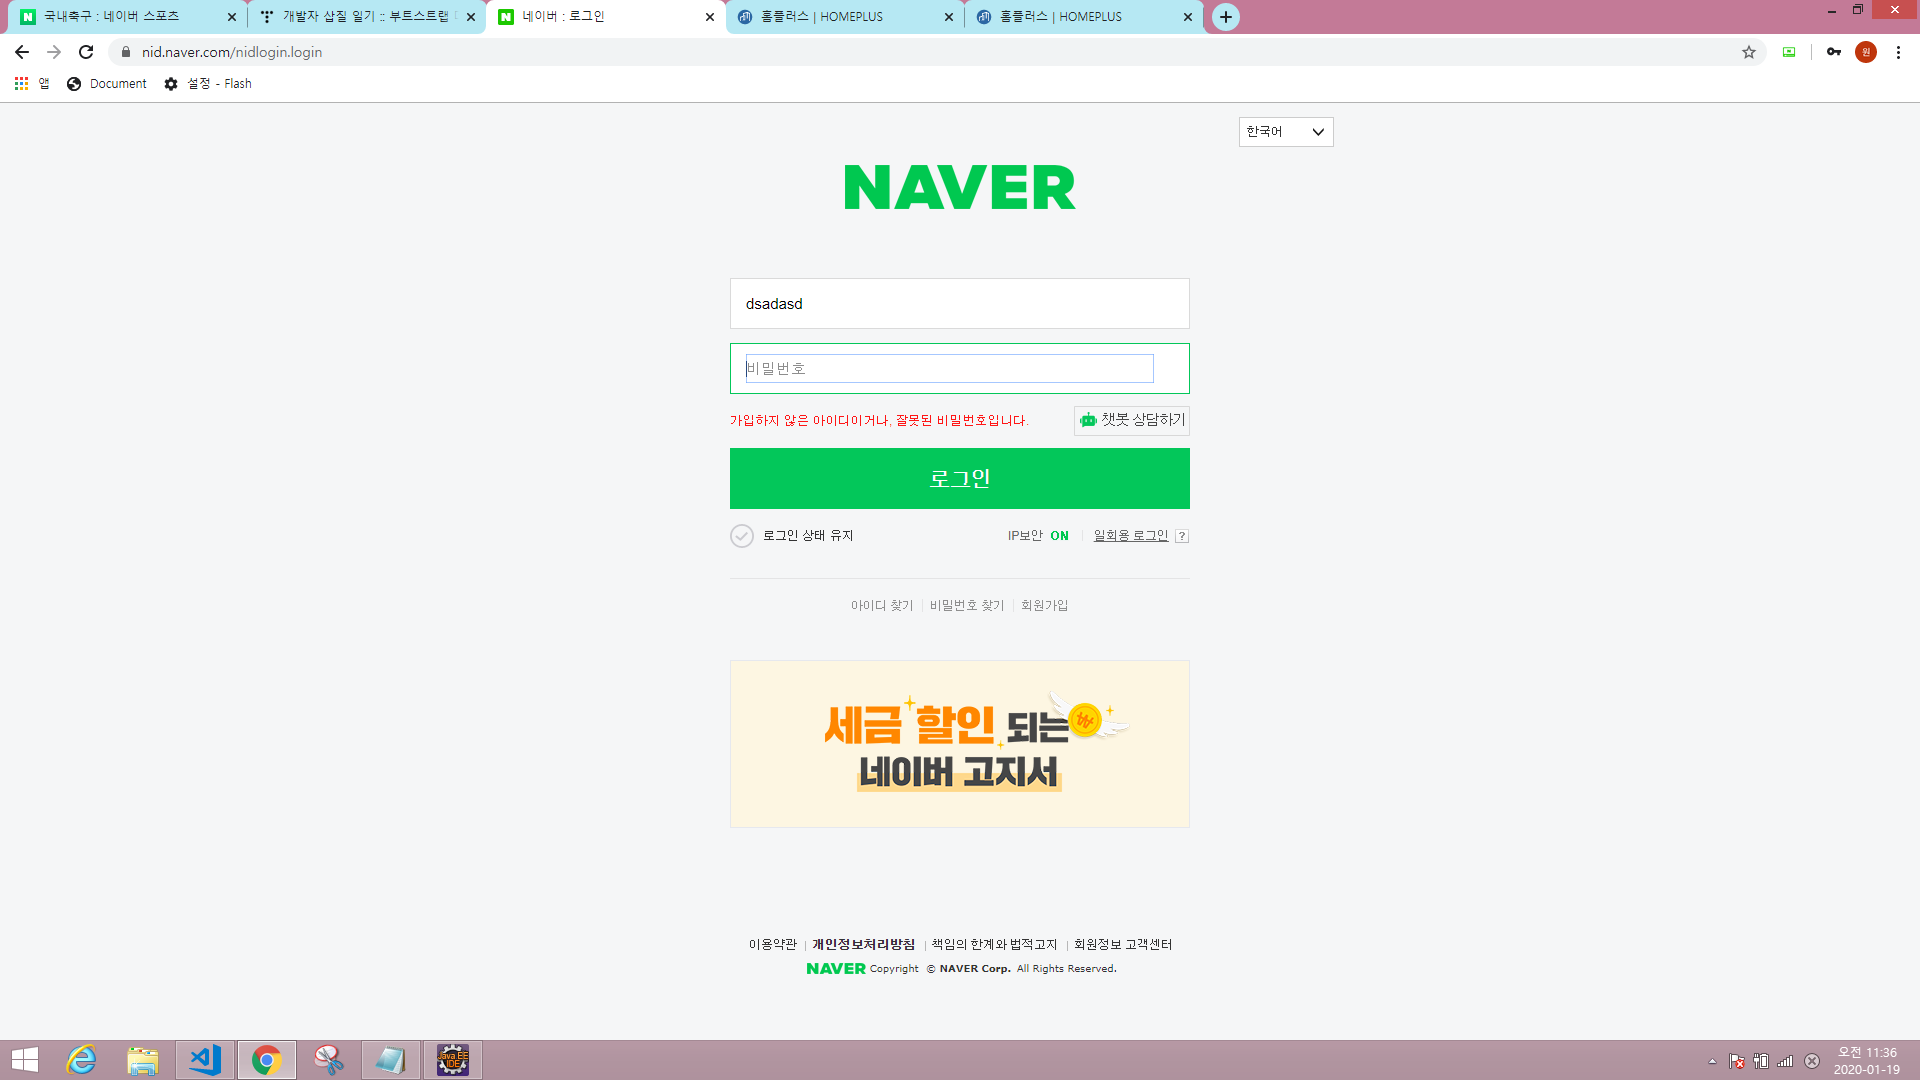 국내축구 : 네이버 스포츠
개발자 삽질 일기 :: 부트스트랩
네이버 : 로그인
홈플러스 | HOMEPLUS
홈플러스 | HOMEPLUS
nid.naver.com/nidlogin.login
원
앱
Document
설정 - Flash
한국어
NAVER
dsadasd
비밀번호
가입하지 않은 아이디이거나, 잘못된 비밀번호입니다.
챗봇 상담하기
로그인
로그인 상태 유지
IP보안 ON
일회용 로그인 ?
아이디 찾기
비밀번호 찾기
회원가입
세금 할인 되는
네이버 고지서
이용약관 | 개인정보처리방침 | 책임의 한계와 법적고지 | 회원정보 고객센터
NAVER Copyright © NAVER Corp. All Rights Reserved.
Java EE
IDE
오전 11:36
2020-01-19